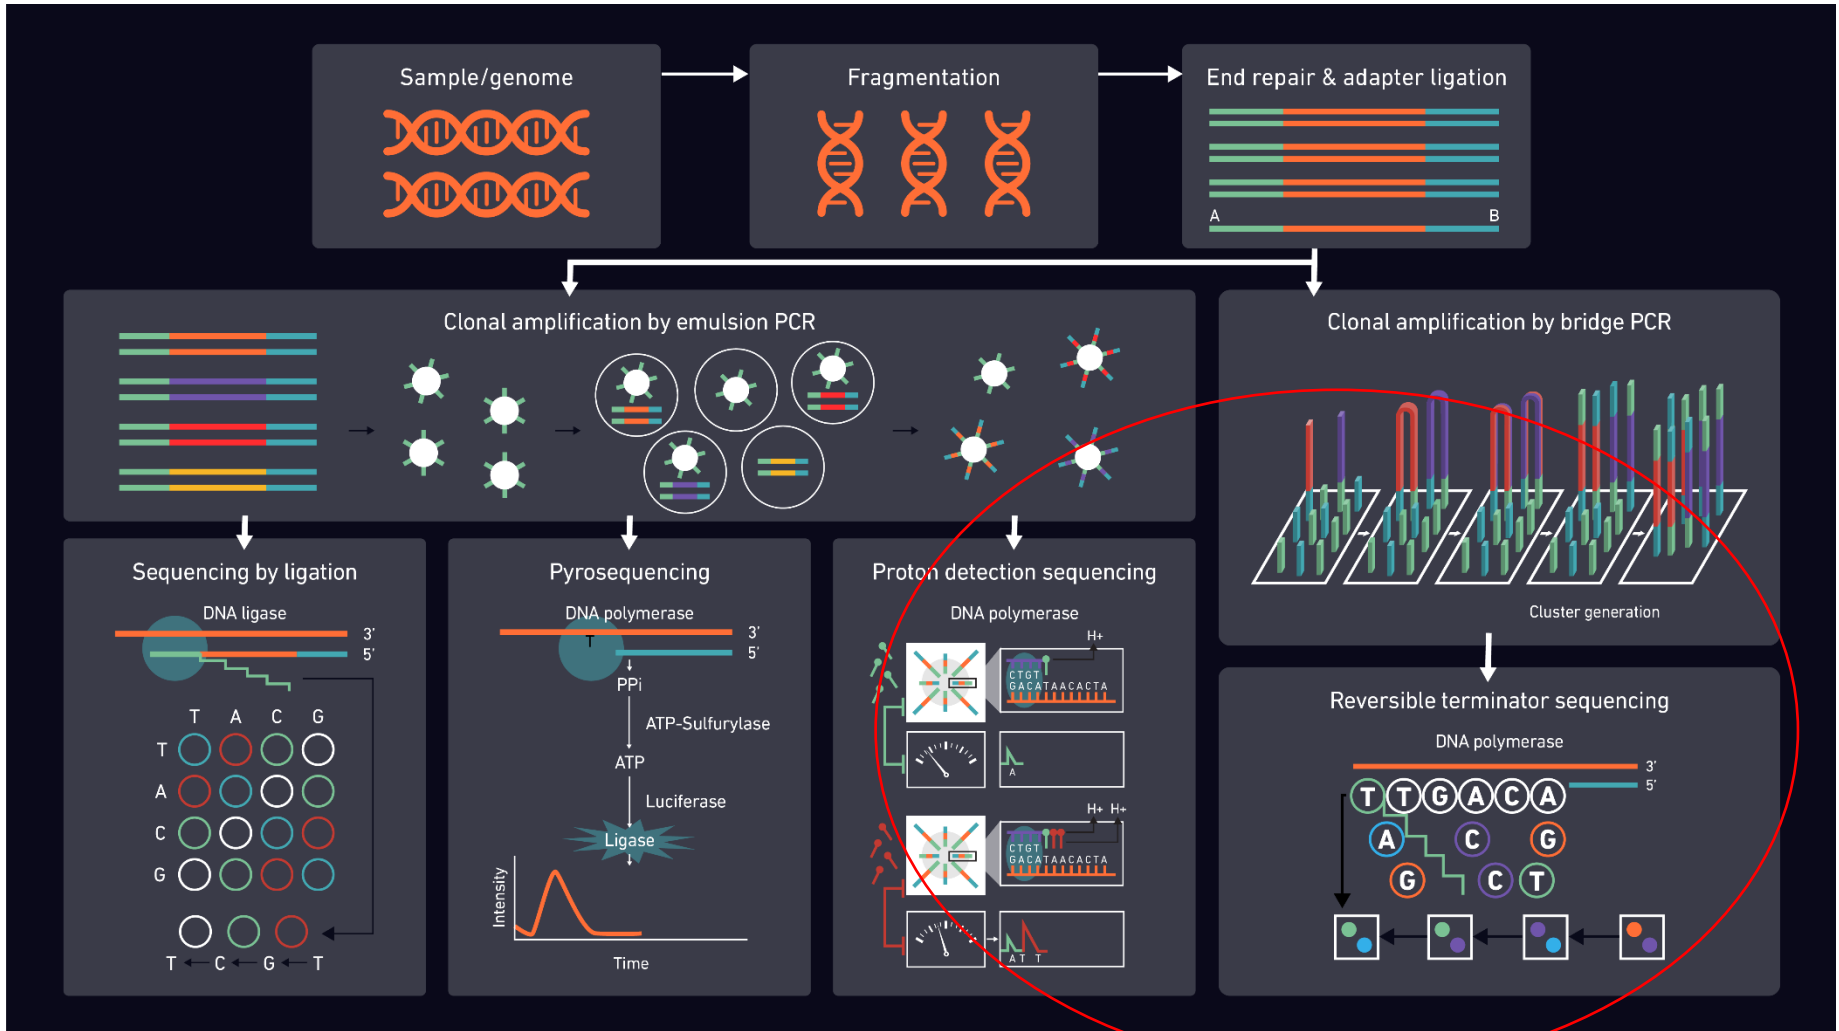 Sample/genome
Fragmentation
End repair & adapter ligation
A B
Clonal amplification by emulsion PCR
Clonal amplification by bridge PCR
Cluster generation
Sequencing by ligation
DNA ligase
3'
5'
T A C G
T
A
C
G
T C G T
Pyrosequencing
DNA polymerase
3'
T
5'
PPi
ATP-Sulfurylase
ATP
Luciferase
Ligase
Intensity
Time
Proton detection sequencing
DNA polymerase
H+
CTGT
GACATAACACTA
A
H+ H+
CTGT
GACATAACACTA
A T T
Reversible terminator sequencing
DNA polymerase
3'
5'
T T G A C A
A C G
G C T